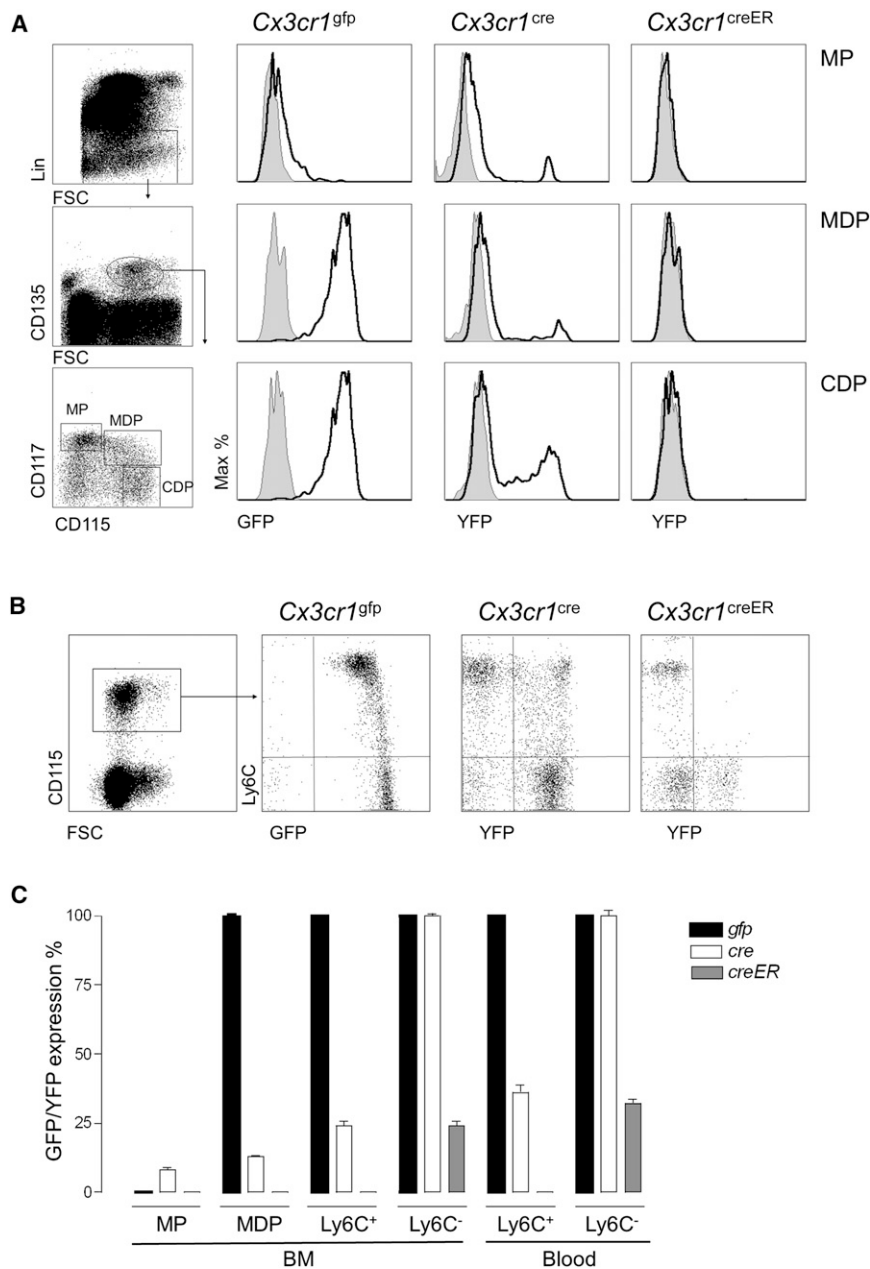 A
Cx3cr1gfp
Cx3cr1cre
Cx3cr1creER
Lin
FSC
MP
CD135
FSC
MDP
CD117
CD115
MP
MDP
CDP
Max %
GFP
YFP
YFP
CDP
B
Cx3cr1gfp
Cx3cr1cre
Cx3cr1creER
CD115
FSC
Ly6C
GFP
YFP
YFP
C
GFP/YFP expression %
100
75
50
25
0
gfp
cre
creER
MP
MDP
Ly6C+
Ly6C-
Ly6C+
Ly6C-
BM
Blood